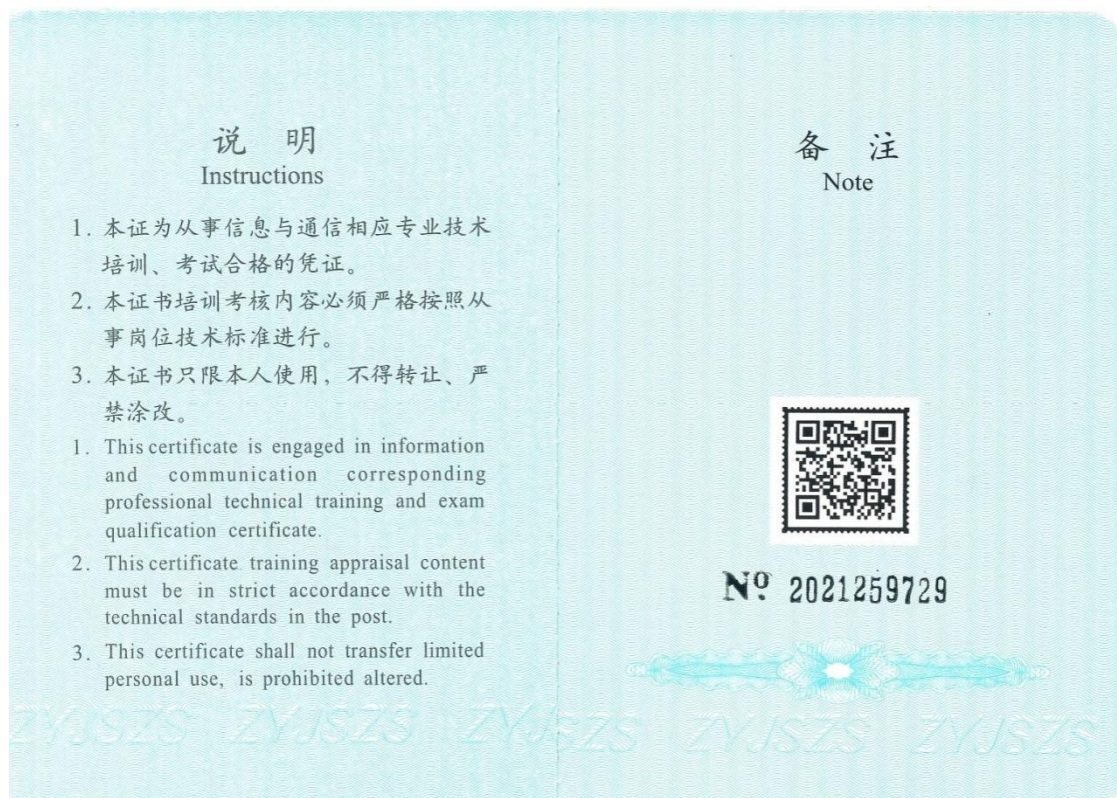 说 明
Instructions
1. 本证为从事信息与通信相应专业技术
培训、考试合格的凭证。
2. 本证书培训考核内容必须严格按照从
事岗位技术标准进行。
3. 本证书只限本人使用，不得转让、严
禁涂改。
1. This certificate is engaged in information
and communication corresponding
professional technical training and exam
qualification certificate.
2. This certificate training appraisal content
must be in strict accordance with the
technical standards in the post.
3. This certificate shall not transfer limited
personal use, is prohibited altered.
备 注
Note
Nº 2021259729
ZYJSZS ZYJSZS ZYJSZS ZYJSZS ZYJSZS